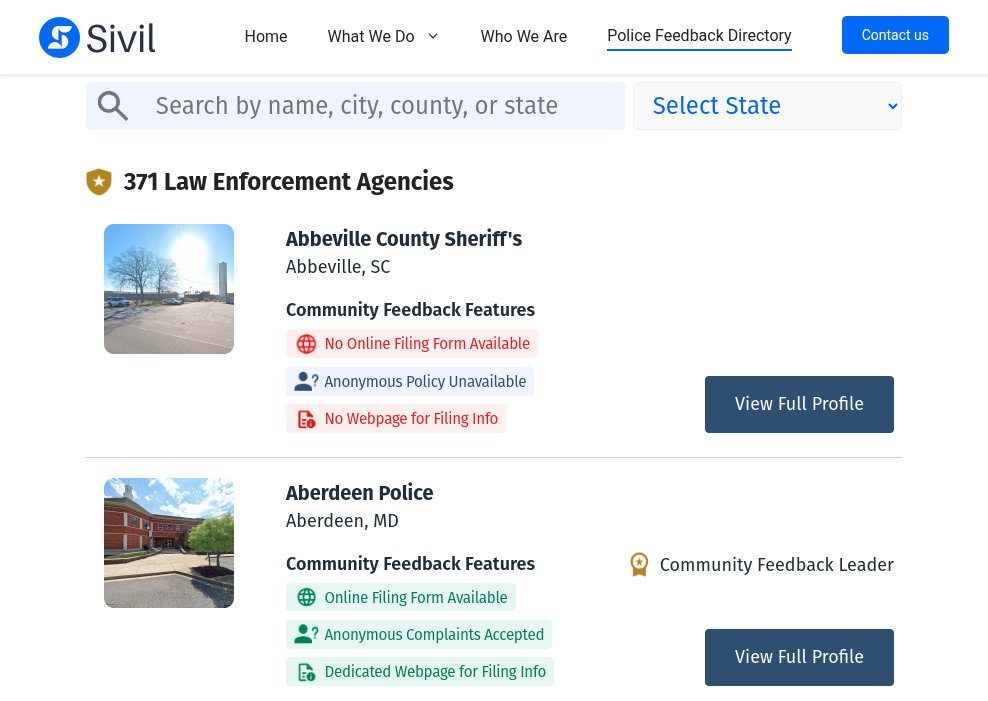 Sivil
Home
What We Do
Who We Are
Police Feedback Directory
Contact us
Search by name, city, county, or state
Select State
371 Law Enforcement Agencies
Abbeville County Sheriff's
Abbeville, SC
Community Feedback Features
No Online Filing Form Available
Anonymous Policy Unavailable
No Webpage for Filing Info
View Full Profile
Aberdeen Police
Aberdeen, MD
Community Feedback Features
Community Feedback Leader
Online Filing Form Available
Anonymous Complaints Accepted
Dedicated Webpage for Filing Info
View Full Profile